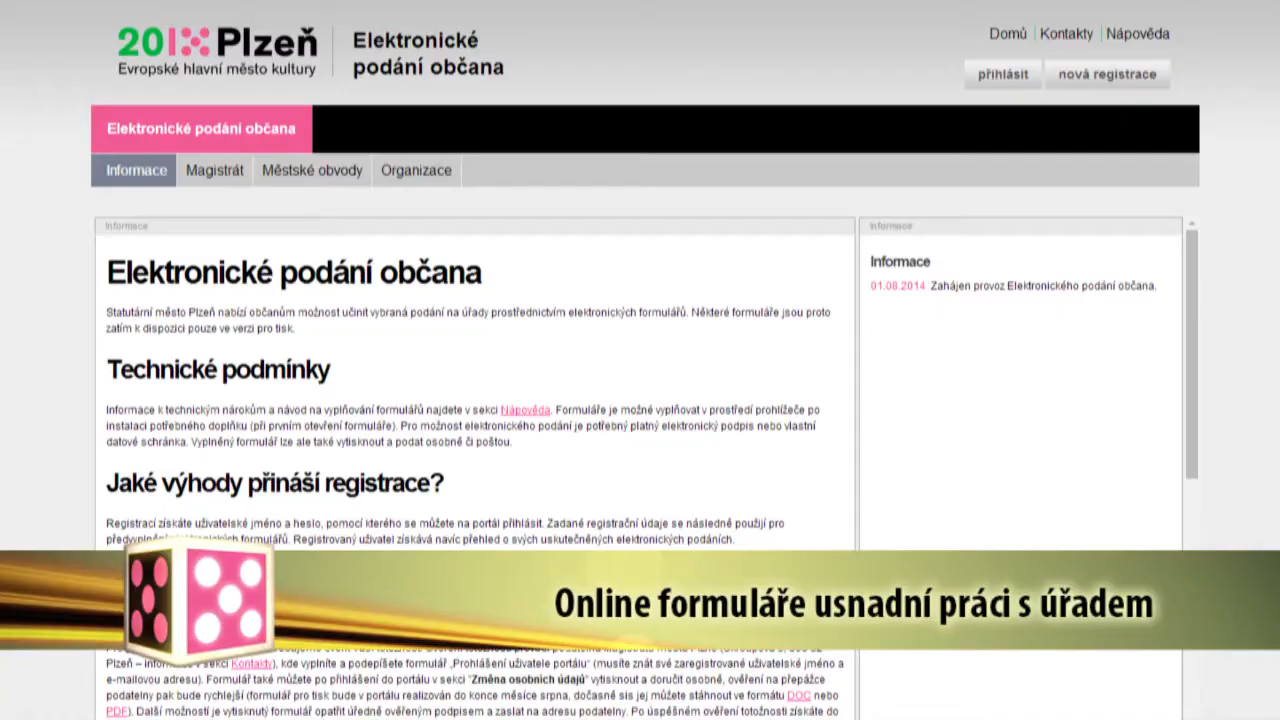 20 Plzeň
Evropské hlavní město kultury
Elektronické
podání občana
Domů
Kontakty
Nápověda
přihlásit
nová registrace
Elektronické podání občana
Informace
Magistrát
Městské obvody
Organizace
Informace
Elektronické podání občana
Statutární město Plzeň nabízí občanům možnost učinit vybraná podání na úřady prostřednictvím elektronických formulářů. Některé formuláře jsou proto
zatím k dispozici pouze ve verzi pro tisk.
Technické podmínky
Informace k technickým nárokům a návod na vyplňování formulářů najdete v sekci Nápověda. Formuláře je možné vyplňovat v prostředí prohlížeče po
instalaci potřebného doplňku (při prvním otevření formuláře). Pro možnost elektronického podání je potřebný platný elektronický podpis nebo vlastní
datové schránka. Vyplněný formulář lze ale také vytisknout a podat osobně či poštou.
Jaké výhody přináší registrace?
Registrací získáte uživatelské jméno a heslo, pomocí kterého se můžete na portál přihlásit. Zadané registrační údaje se následně použijí pro
formulářů. Registrovaný uživatel získává navíc přehled o svých uskutečněných elektronických podáních.
Informace
Informace
01.08.2014 Zahájen provoz Elektronického podání občana.
Online formuláře usnadní práci s úřadem
Plzeň – v sekci Kontakty), kde vyplníte a podepíšete formulář „Prohlášení uživatele portálu“ (musíte znát své zaregistrované uživatelské jméno a
e-mailovou adresu). Formulář také můžete po přihlášení do portálu v sekci "Změna osobních údajů" vytisknout a doručit osobně, ověření na přepážce
podatelny pak bude rychlejší (formulář pro tisk bude v portálu realizován do konce měsíce srpna, dočasně sis jej můžete stáhnout ve formátu DOC nebo
PDF). Další možností je vytisknutý formulář opatřit úředně ověřeným podpisem a zaslat na adresu podatelny. Po úspěšném ověření totožnosti získáte do